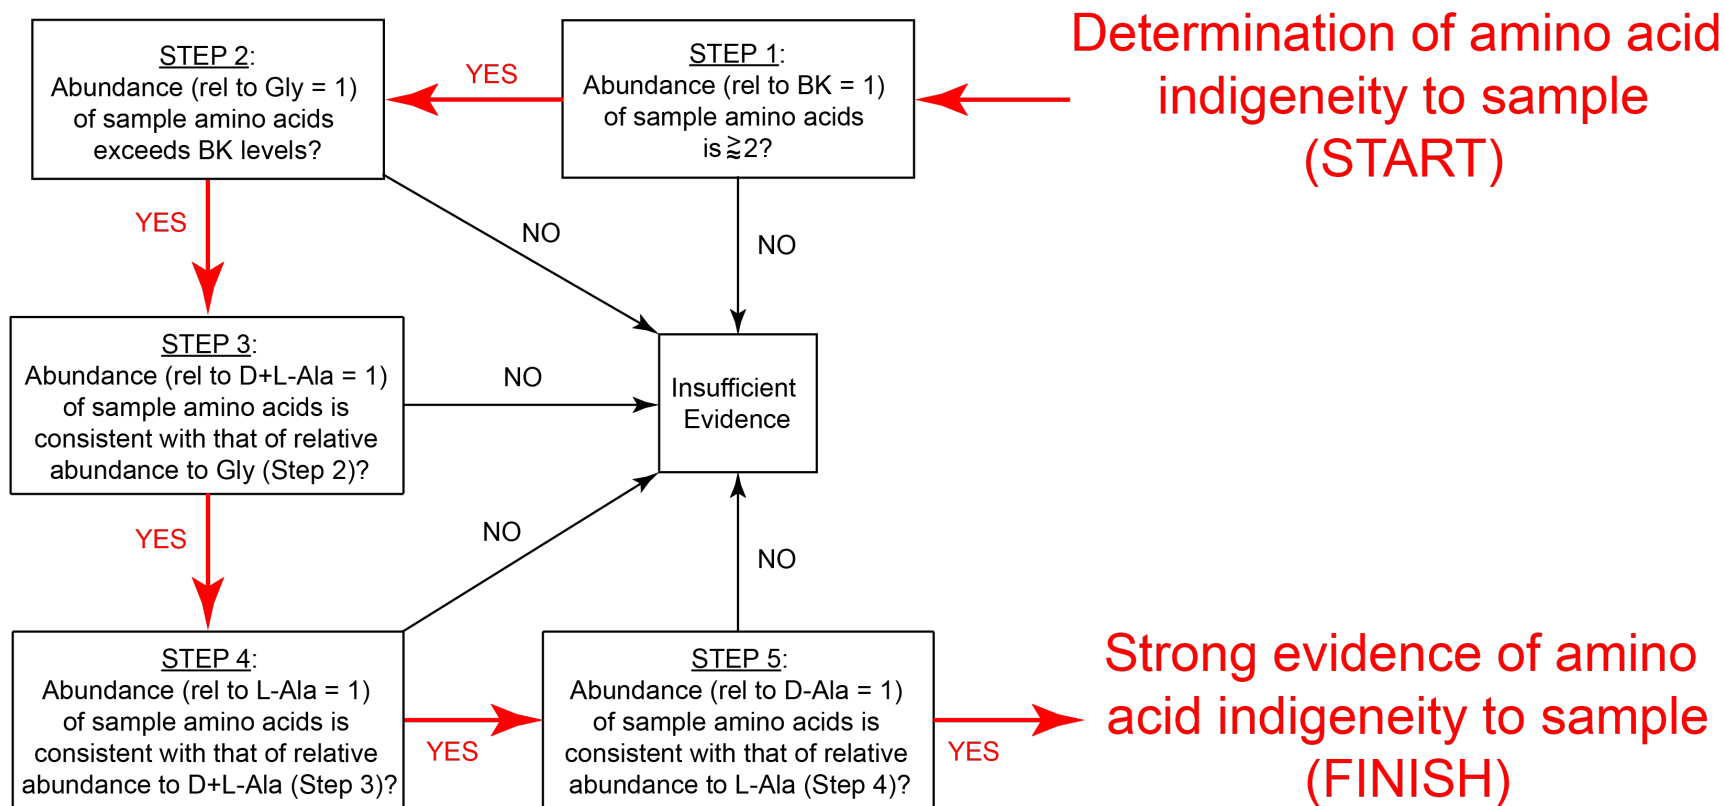 Determination of amino acid
indigeneity to sample
(START)
STEP 1:
Abundance (rel to BK = 1)
of sample amino acids
is ⪆ 2?
YES
NO
STEP 2:
Abundance (rel to Gly = 1)
of sample amino acids
exceeds BK levels?
YES
NO
STEP 3:
Abundance (rel to D+L-Ala = 1)
of sample amino acids is
consistent with that of relative
abundance to Gly (Step 2)?
NO
YES
Insufficient
Evidence
STEP 4:
Abundance (rel to L-Ala = 1)
of sample amino acids is
consistent with that of relative
abundance to D+L-Ala (Step 3)?
NO
YES
STEP 5:
Abundance (rel to D-Ala = 1)
of sample amino acids is
consistent with that of relative
abundance to L-Ala (Step 4)?
NO
YES
Strong evidence of amino
acid indigeneity to sample
(FINISH)